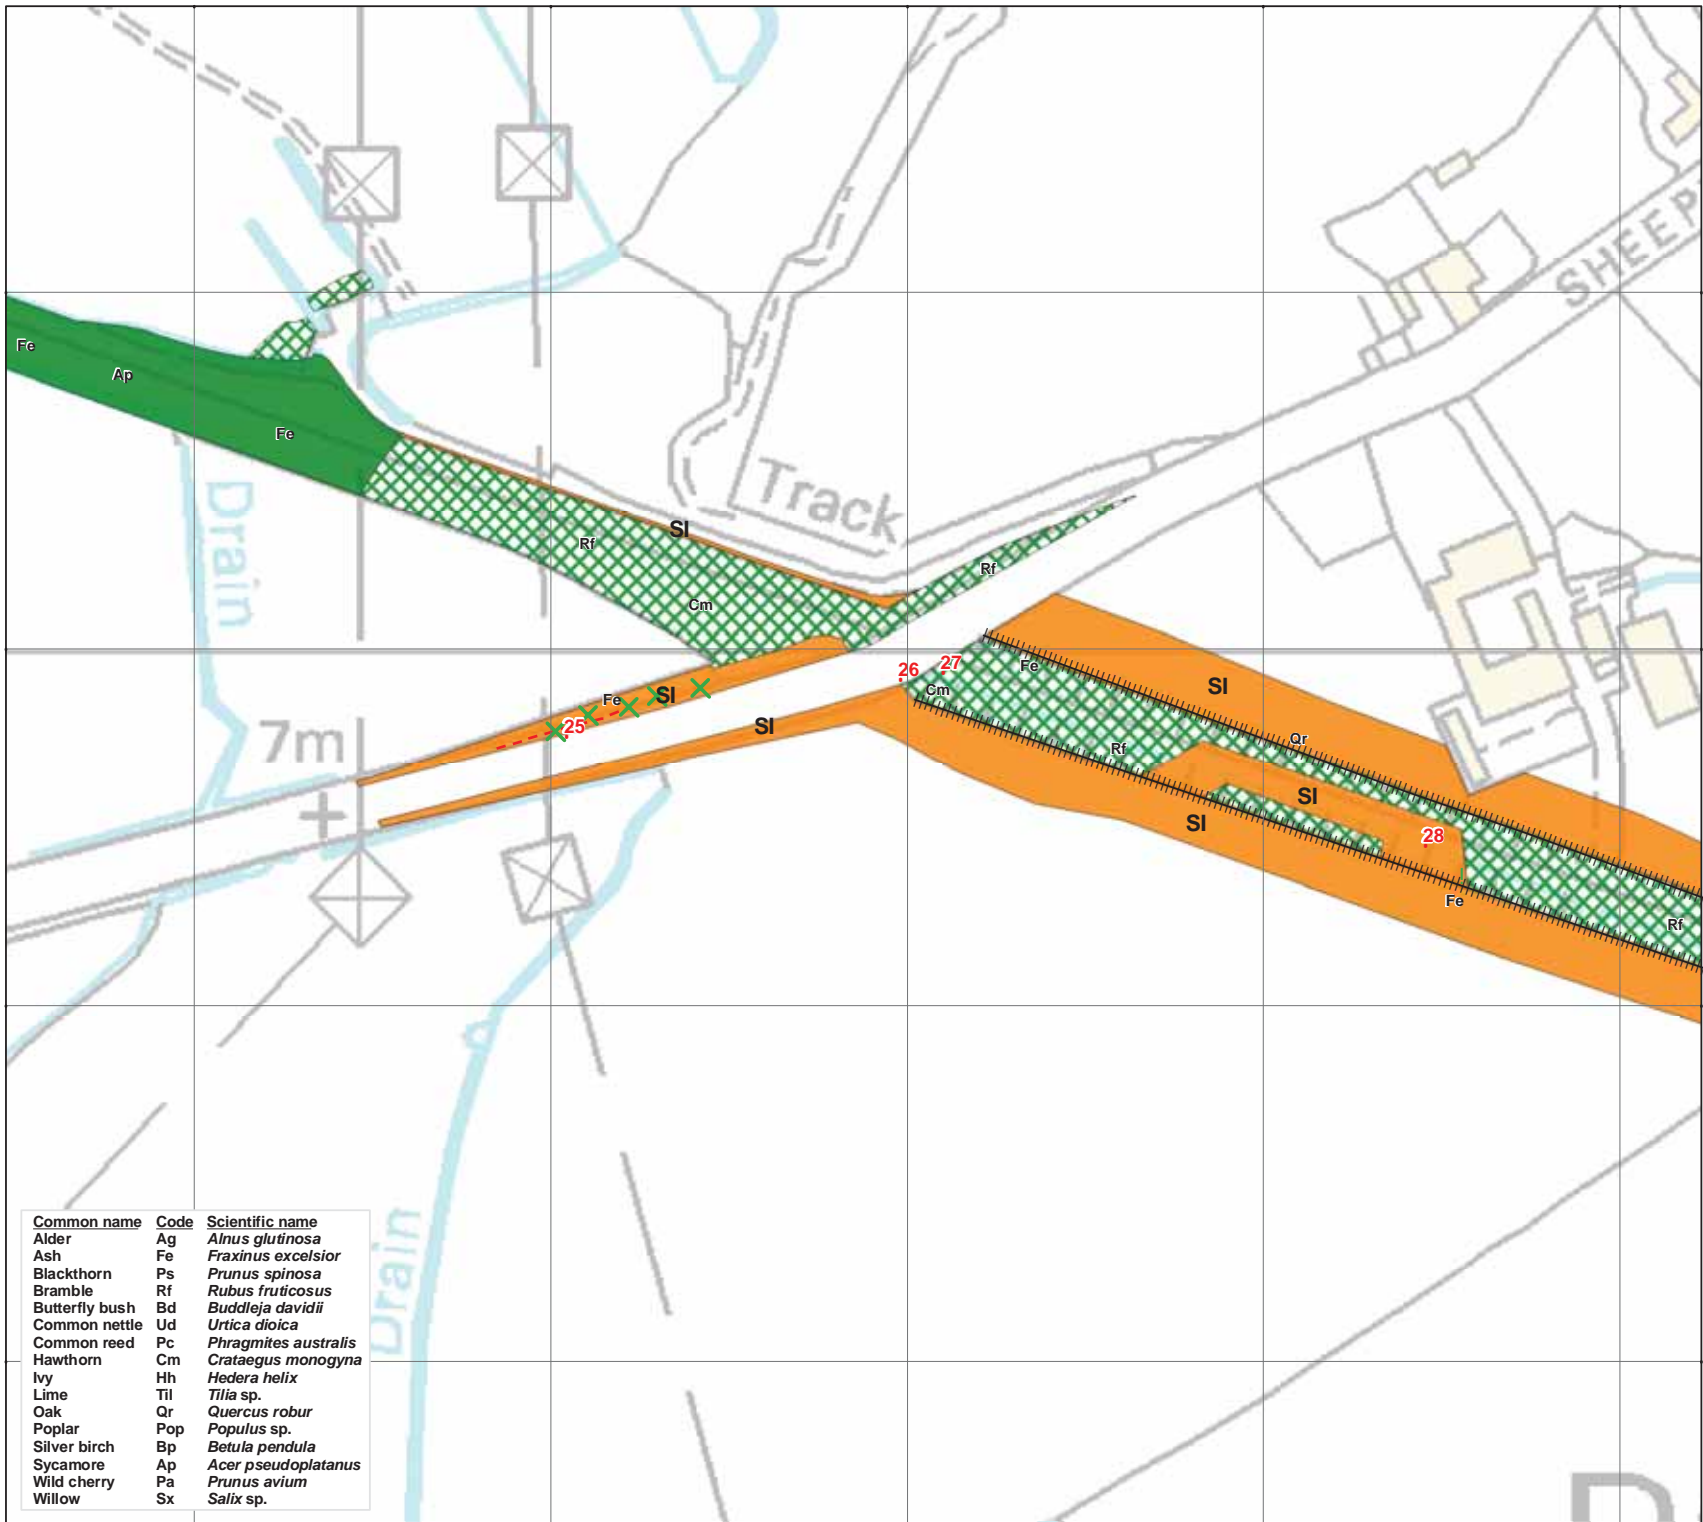 SHEEP
Fe
Ap
Fe
Drain
Track
SI
Rf
Rf
Cm
26
27
Fe
Cm
SI
Fe
SI
25
SI
7m
Rf
Qr
SI
SI
28
Fe
Rf
Drain
Common name Code Scientific name
Alder Ag Alnus glutinosa
Ash Fe Fraxinus excelsior
Blackthorn Ps Prunus spinosa
Bramble Rf Rubus fruticosus
Butterfly bush Bd Buddleja davidii
Common nettle Ud Urtica dioica
Common reed Pc Phragmites australis
Hawthorn Cm Crataegus monogyna
Ivy Hh Hedera helix
Lime Til Tilia sp.
Oak Qr Quercus robur
Poplar Pop Populus sp.
Silver birch Bp Betula pendula
Sycamore Ap Acer pseudoplatanus
Wild cherry Pa Prunus avium
Willow Sx Salix sp.